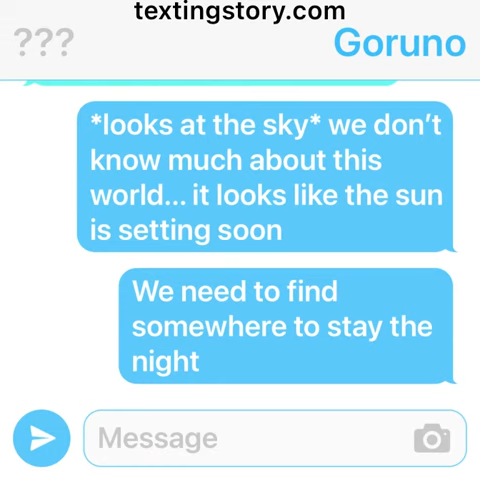 textingstory.com
???
Goruno
*looks at the sky* we don’t
know much about this
world... it looks like the sun
is setting soon
We need to find
somewhere to stay the
night
Message